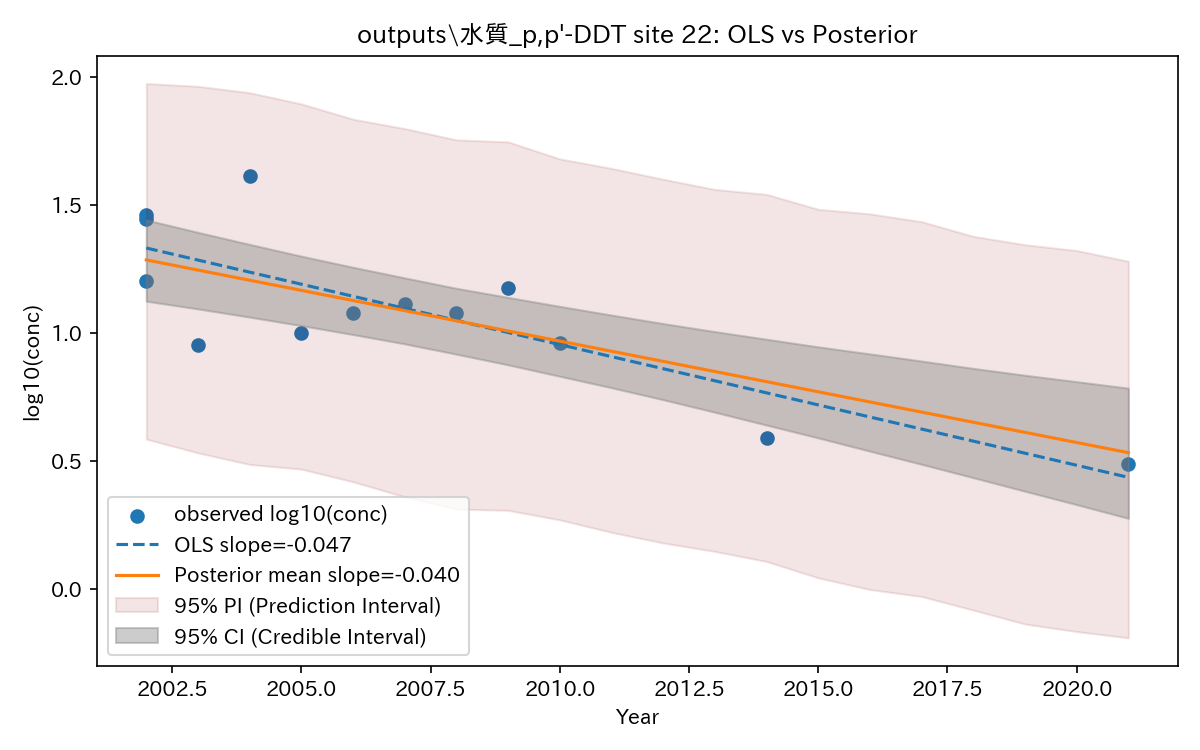 outputs\水質_p,p'-DDT site 22: OLS vs Posterior
2.0
1.5
1.0
0.5
0.0
log10(conc)
observed log10(conc)
OLS slope=-0.047
Posterior mean slope=-0.040
95% PI (Prediction Interval)
95% CI (Credible Interval)
2002.5 2005.0 2007.5 2010.0 2012.5 2015.0 2017.5 2020.0
Year